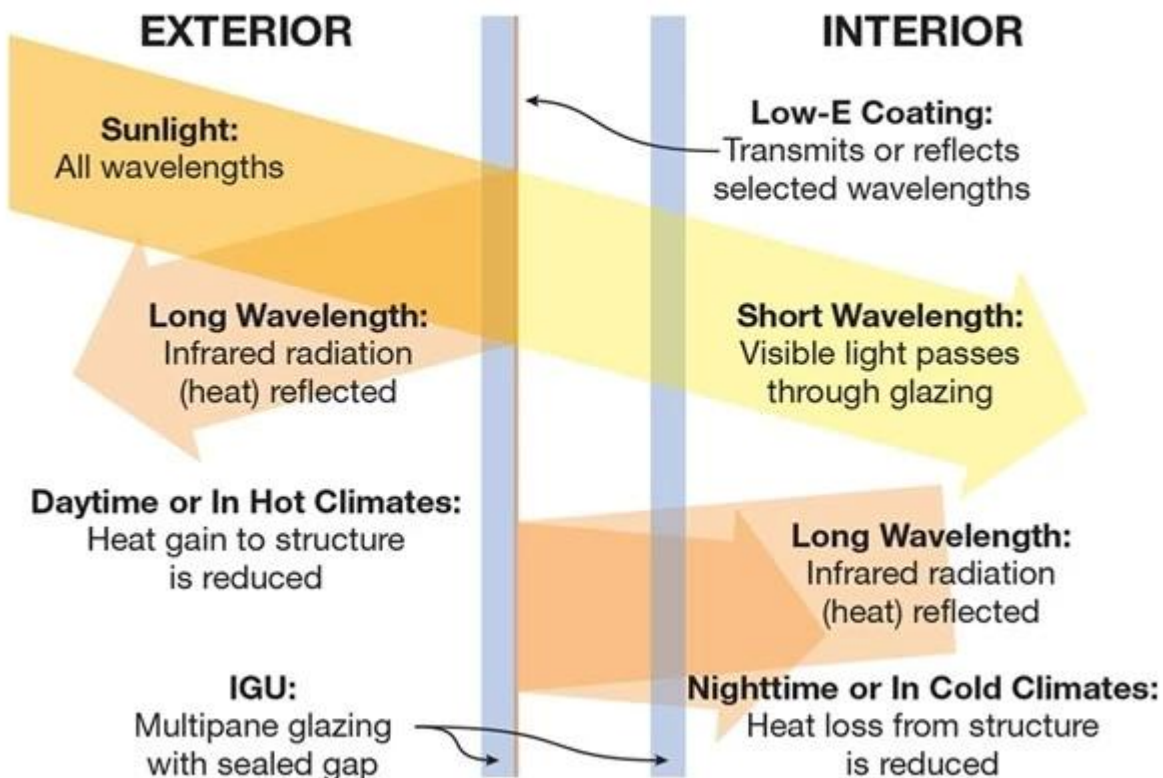 EXTERIOR
INTERIOR
Sunlight:
All wavelengths
Low-E Coating:
Transmits or reflects
selected wavelengths
Long Wavelength:
Infrared radiation
(heat) reflected
Short Wavelength:
Visible light passes
through glazing
Daytime or In Hot Climates:
Heat gain to structure
is reduced
Long Wavelength:
Infrared radiation
(heat) reflected
IGU:
Multipane glazing
with sealed gap
Nighttime or In Cold Climates:
Heat loss from structure
is reduced